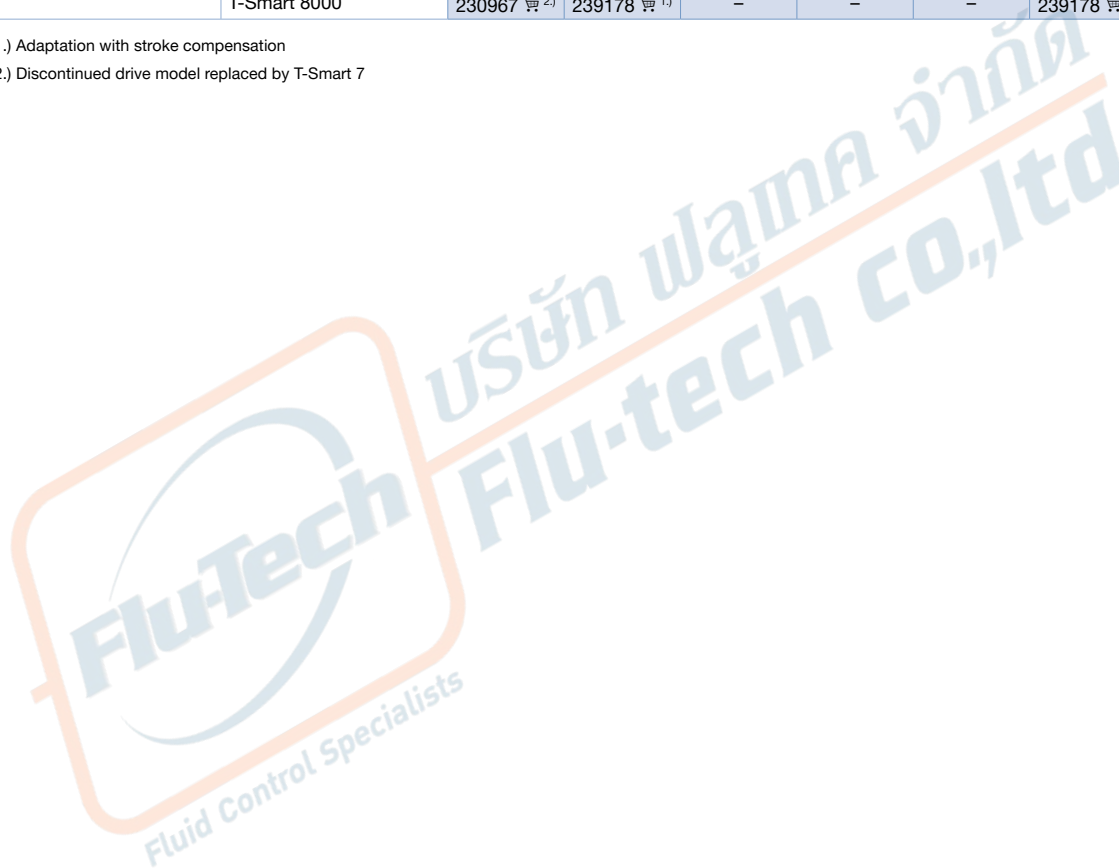 T-Smart 8000 230967 2.) 239178 1.) – – – 239178
.) Adaptation with stroke compensation
2.) Discontinued drive model replaced by T-Smart 7
บริษัท ฟลูเทค จำกัด
Flu-tech co.,ltd
Flu-Tech
Fluid Control Specialists